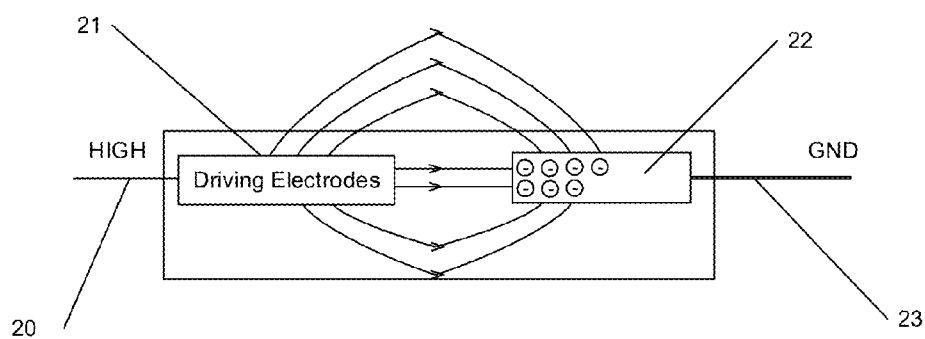 21
22
HIGH
GND
Driving Electrodes
- - - -
- - -
20
23